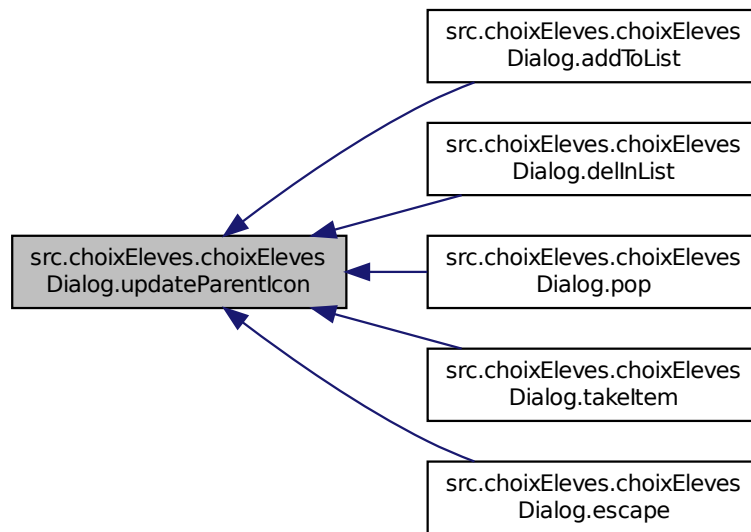 src.choixEleves.choixEleves
Dialog.addToList
src.choixEleves.choixEleves
Dialog.delInList
src.choixEleves.choixEleves
Dialog.updateParentIcon
src.choixEleves.choixEleves
Dialog.pop
src.choixEleves.choixEleves
Dialog.takeItem
src.choixEleves.choixEleves
Dialog.escape